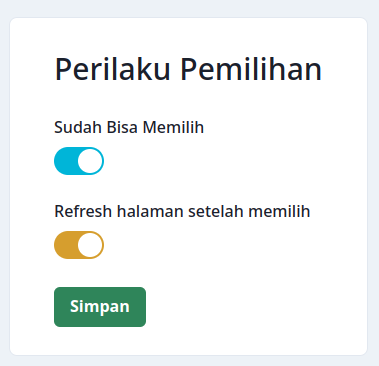 Perilaku Pemilihan
Sudah Bisa Memilih
Refresh halaman setelah memilih
Simpan